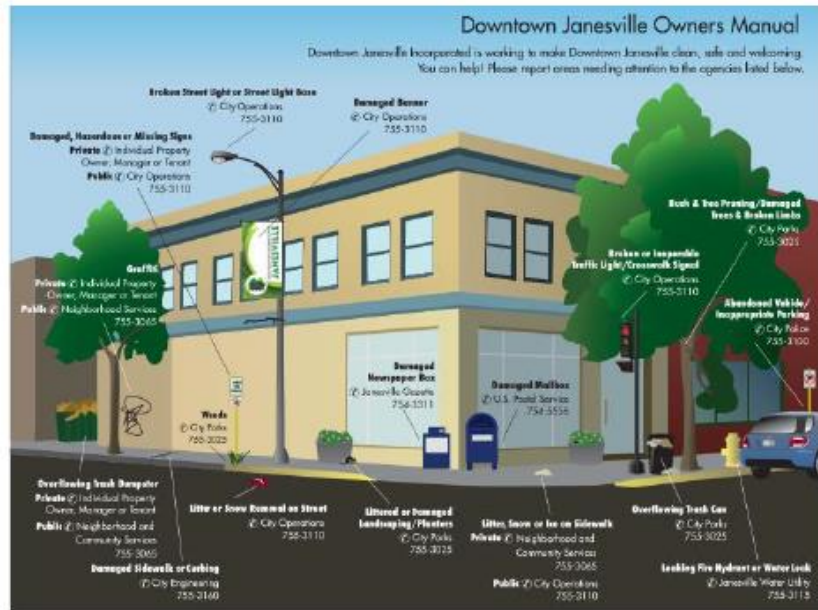 Downtown Janesville Owners Manual
Downtown Janesville Incorporated is working to make Downtown Janesville clean, safe and welcoming.
You can help! Please report areas needing attention to the agencies listed below.
Broken Street Light or Street Light Base
✆ City Operations
755-3110
Damaged Banner
✆ City Operations
755-3110
Damaged, Hazardous or Missing Signs
Private ✆ Individual Property
Owner, Manager or Tenant
Public ✆ City Operations
755-3110
JANESVILLE
Bush & Tree Pruning/Damaged
Trees & Broken Limbs
✆ City Parks
755-3025
Broken or Inoperable
Traffic Light/Crosswalk Signal
✆ City Operations
755-3110
Graffiti
Private ✆ Individual Property
Owner, Manager or Tenant
Public ✆ Neighborhood Services
755-3065
Abandoned Vehicle/
Inappropriate Parking
✆ City Police
755-3100
Damaged
Newspaper Box
✆ Janesville Gazette
754-3311
Damaged Mailbox
✆ U.S. Postal Service
Weeds
✆ City Parks
755-3025
Overflowing Trash Dumpster
Private ✆ Individual Property
Owner, Manager or Tenant
Public ✆ Neighborhood and
Community Services
755-3065
Litter or Snow Removal on Street
✆ City Operations
755-3110
Littered or Damaged
Landscaping/Planters
✆ City Parks
755-3025
Litter, Snow or Ice on Sidewalk
Private ✆ Neighborhood and
Community Services
755-3065
Public ✆ City Operations
755-3110
Overflowing Trash Can
✆ City Parks
755-3025
Damaged Sidewalk or Curbing
✆ City Engineering
755-3160
Leaking Fire Hydrant or Water Leak
✆ Janesville Water Utility
755-3115